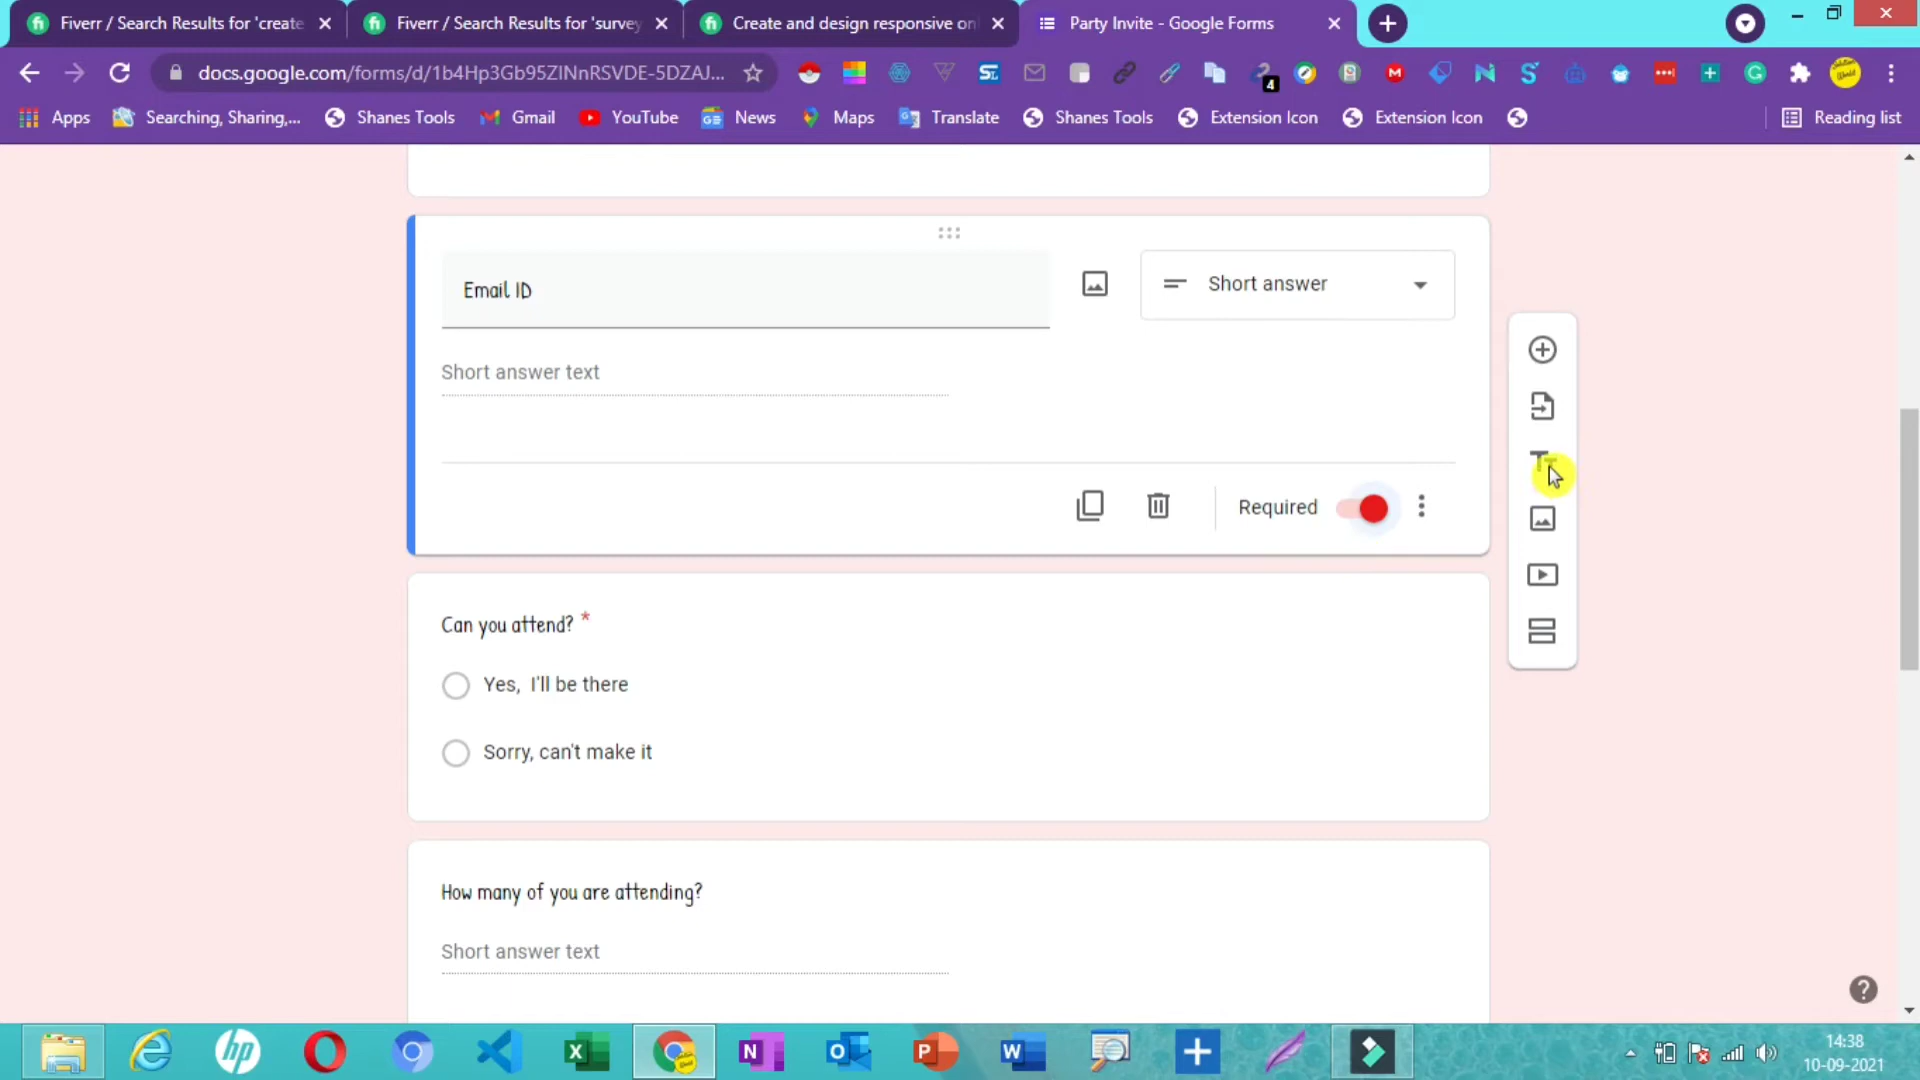 Fiverr / Search Results for 'create
Fiverr / Search Results for 'survey
Create and design responsive on
Party Invite - Google Forms
docs.google.com/forms/d/1b4Hp3Gb95ZINnRSVDE-5DZAJ...
4
Apps
Searching, Sharing,...
Shanes Tools
Gmail
YouTube
News
Maps
Translate
Shanes Tools
Extension Icon
Extension Icon
Reading list
Email ID
Short answer
Short answer text
Required
Can you attend? *
Yes, I'll be there
Sorry, can't make it
How many of you are attending?
Short answer text
14:38
10-09-2021